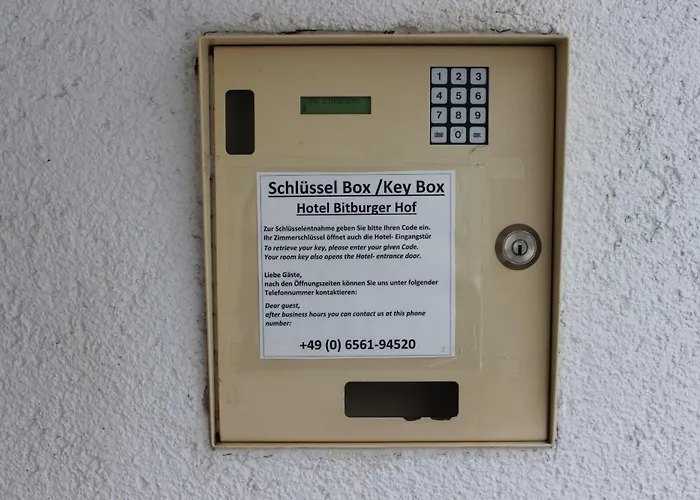 1 2 3
4 5 6
7 8 9
0
Schlüssel Box /Key Box
Hotel Bitburger Hof
Zur Schlüsselentnahme geben Sie bitte Ihren Code ein.
Ihr Zimmerschlüssel öffnet auch die Hotel- Eingangstür
To retrieve your key, please enter your given Code.
Your room key also opens the Hotel- entrance door.
Liebe Gäste,
nach den Öffnungszeiten können Sie uns unter folgender
Telefonnummer kontaktieren:
Dear guest,
after business hours you can contact us at this phone
number:
+49 (0) 6561-94520